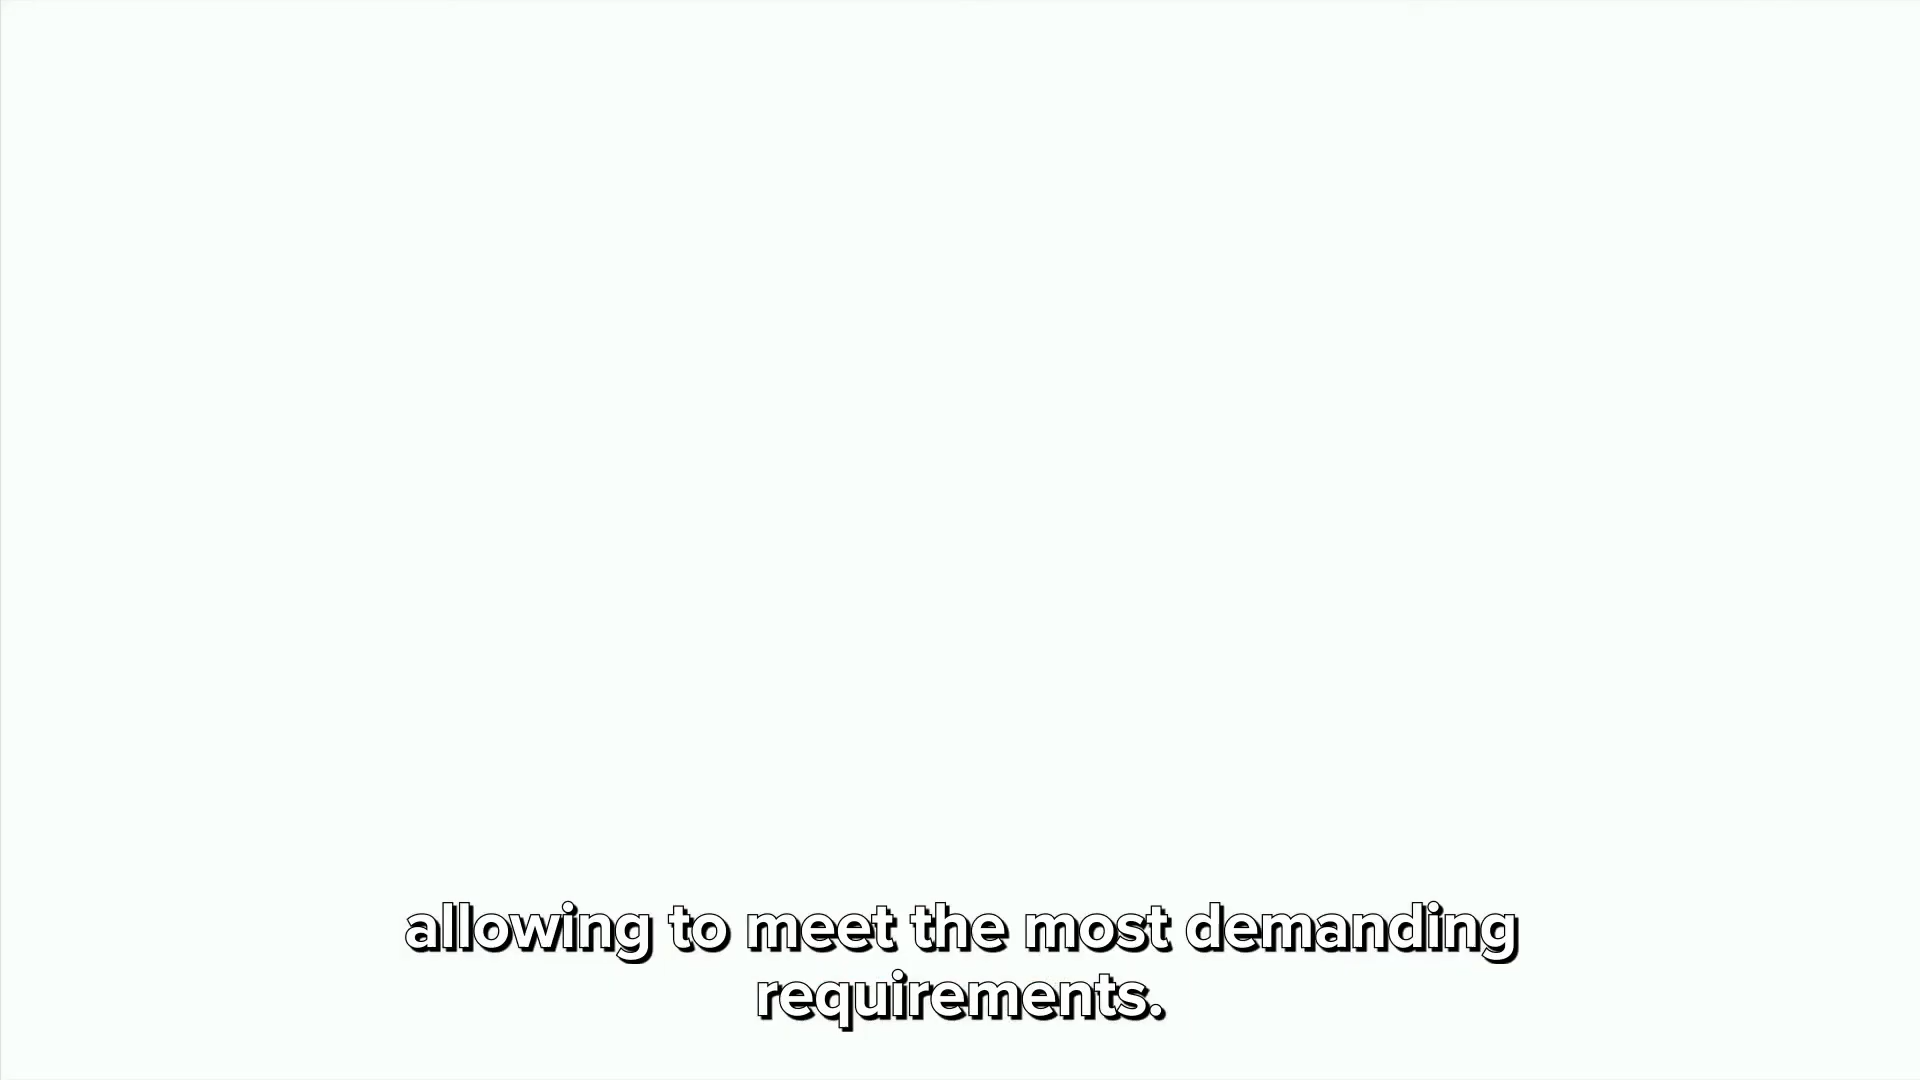 allowing to meet the most demanding
requirements.